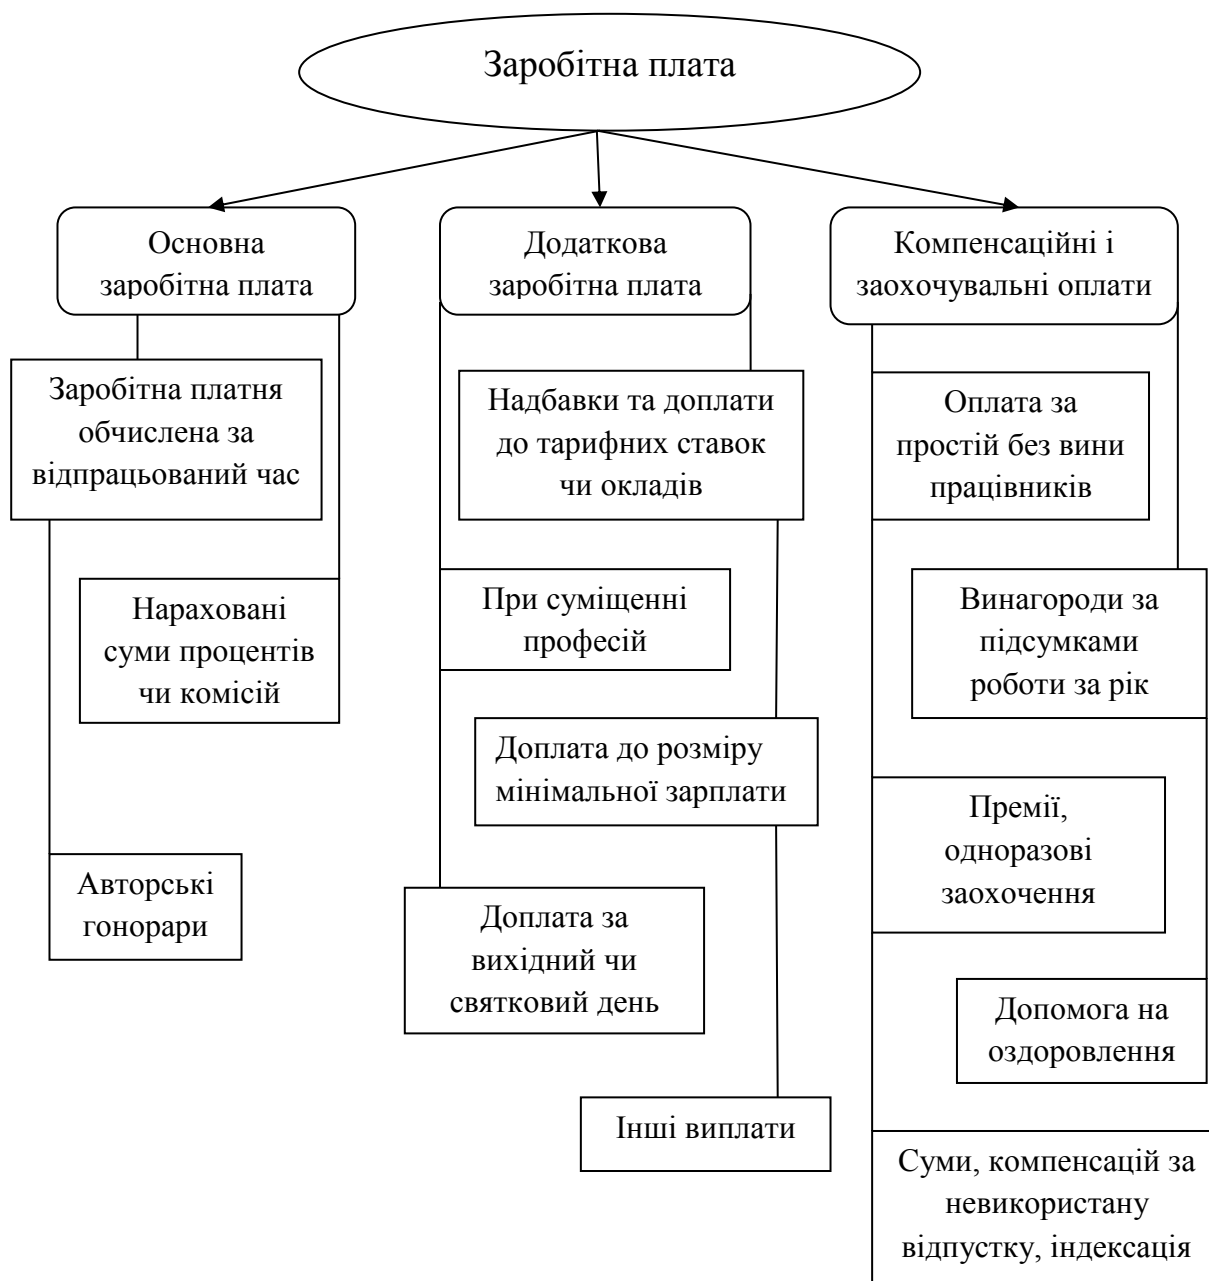 Заробітна плата
Основна
заробітна плата
Додаткова
заробітна плата
Компенсаційні і
заохочувальні оплати
Заробітна платня
обчислена за
відпрацьований час
Надбавки та доплати
до тарифних ставок
чи окладів
Оплата за
простій без вини
працівників
Нараховані
суми процентів
чи комісій
При суміщенні
професій
Винагороди за
підсумками
роботи за рік
Доплата до розміру
мінімальної зарплати
Премії,
одноразові
заохочення
Авторські
гонорари
Доплата за
вихідний чи
святковий день
Допомога на
оздоровлення
Інші виплати
Суми, компенсацій за
невикористану
відпустку, індексація